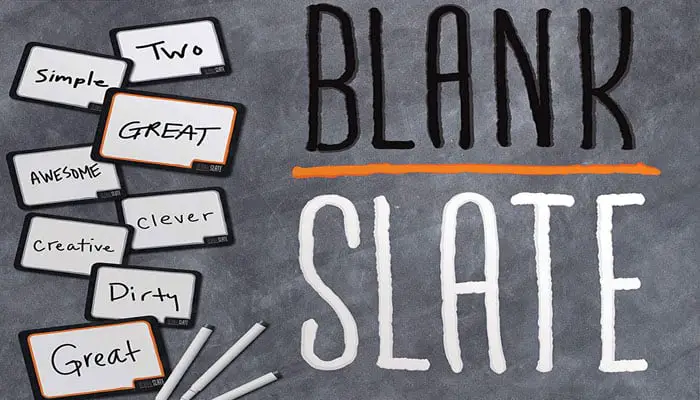 Two
Simple
GREAT
AWESOME
clever
creative
Dirty
Great
BLANK
SLATE